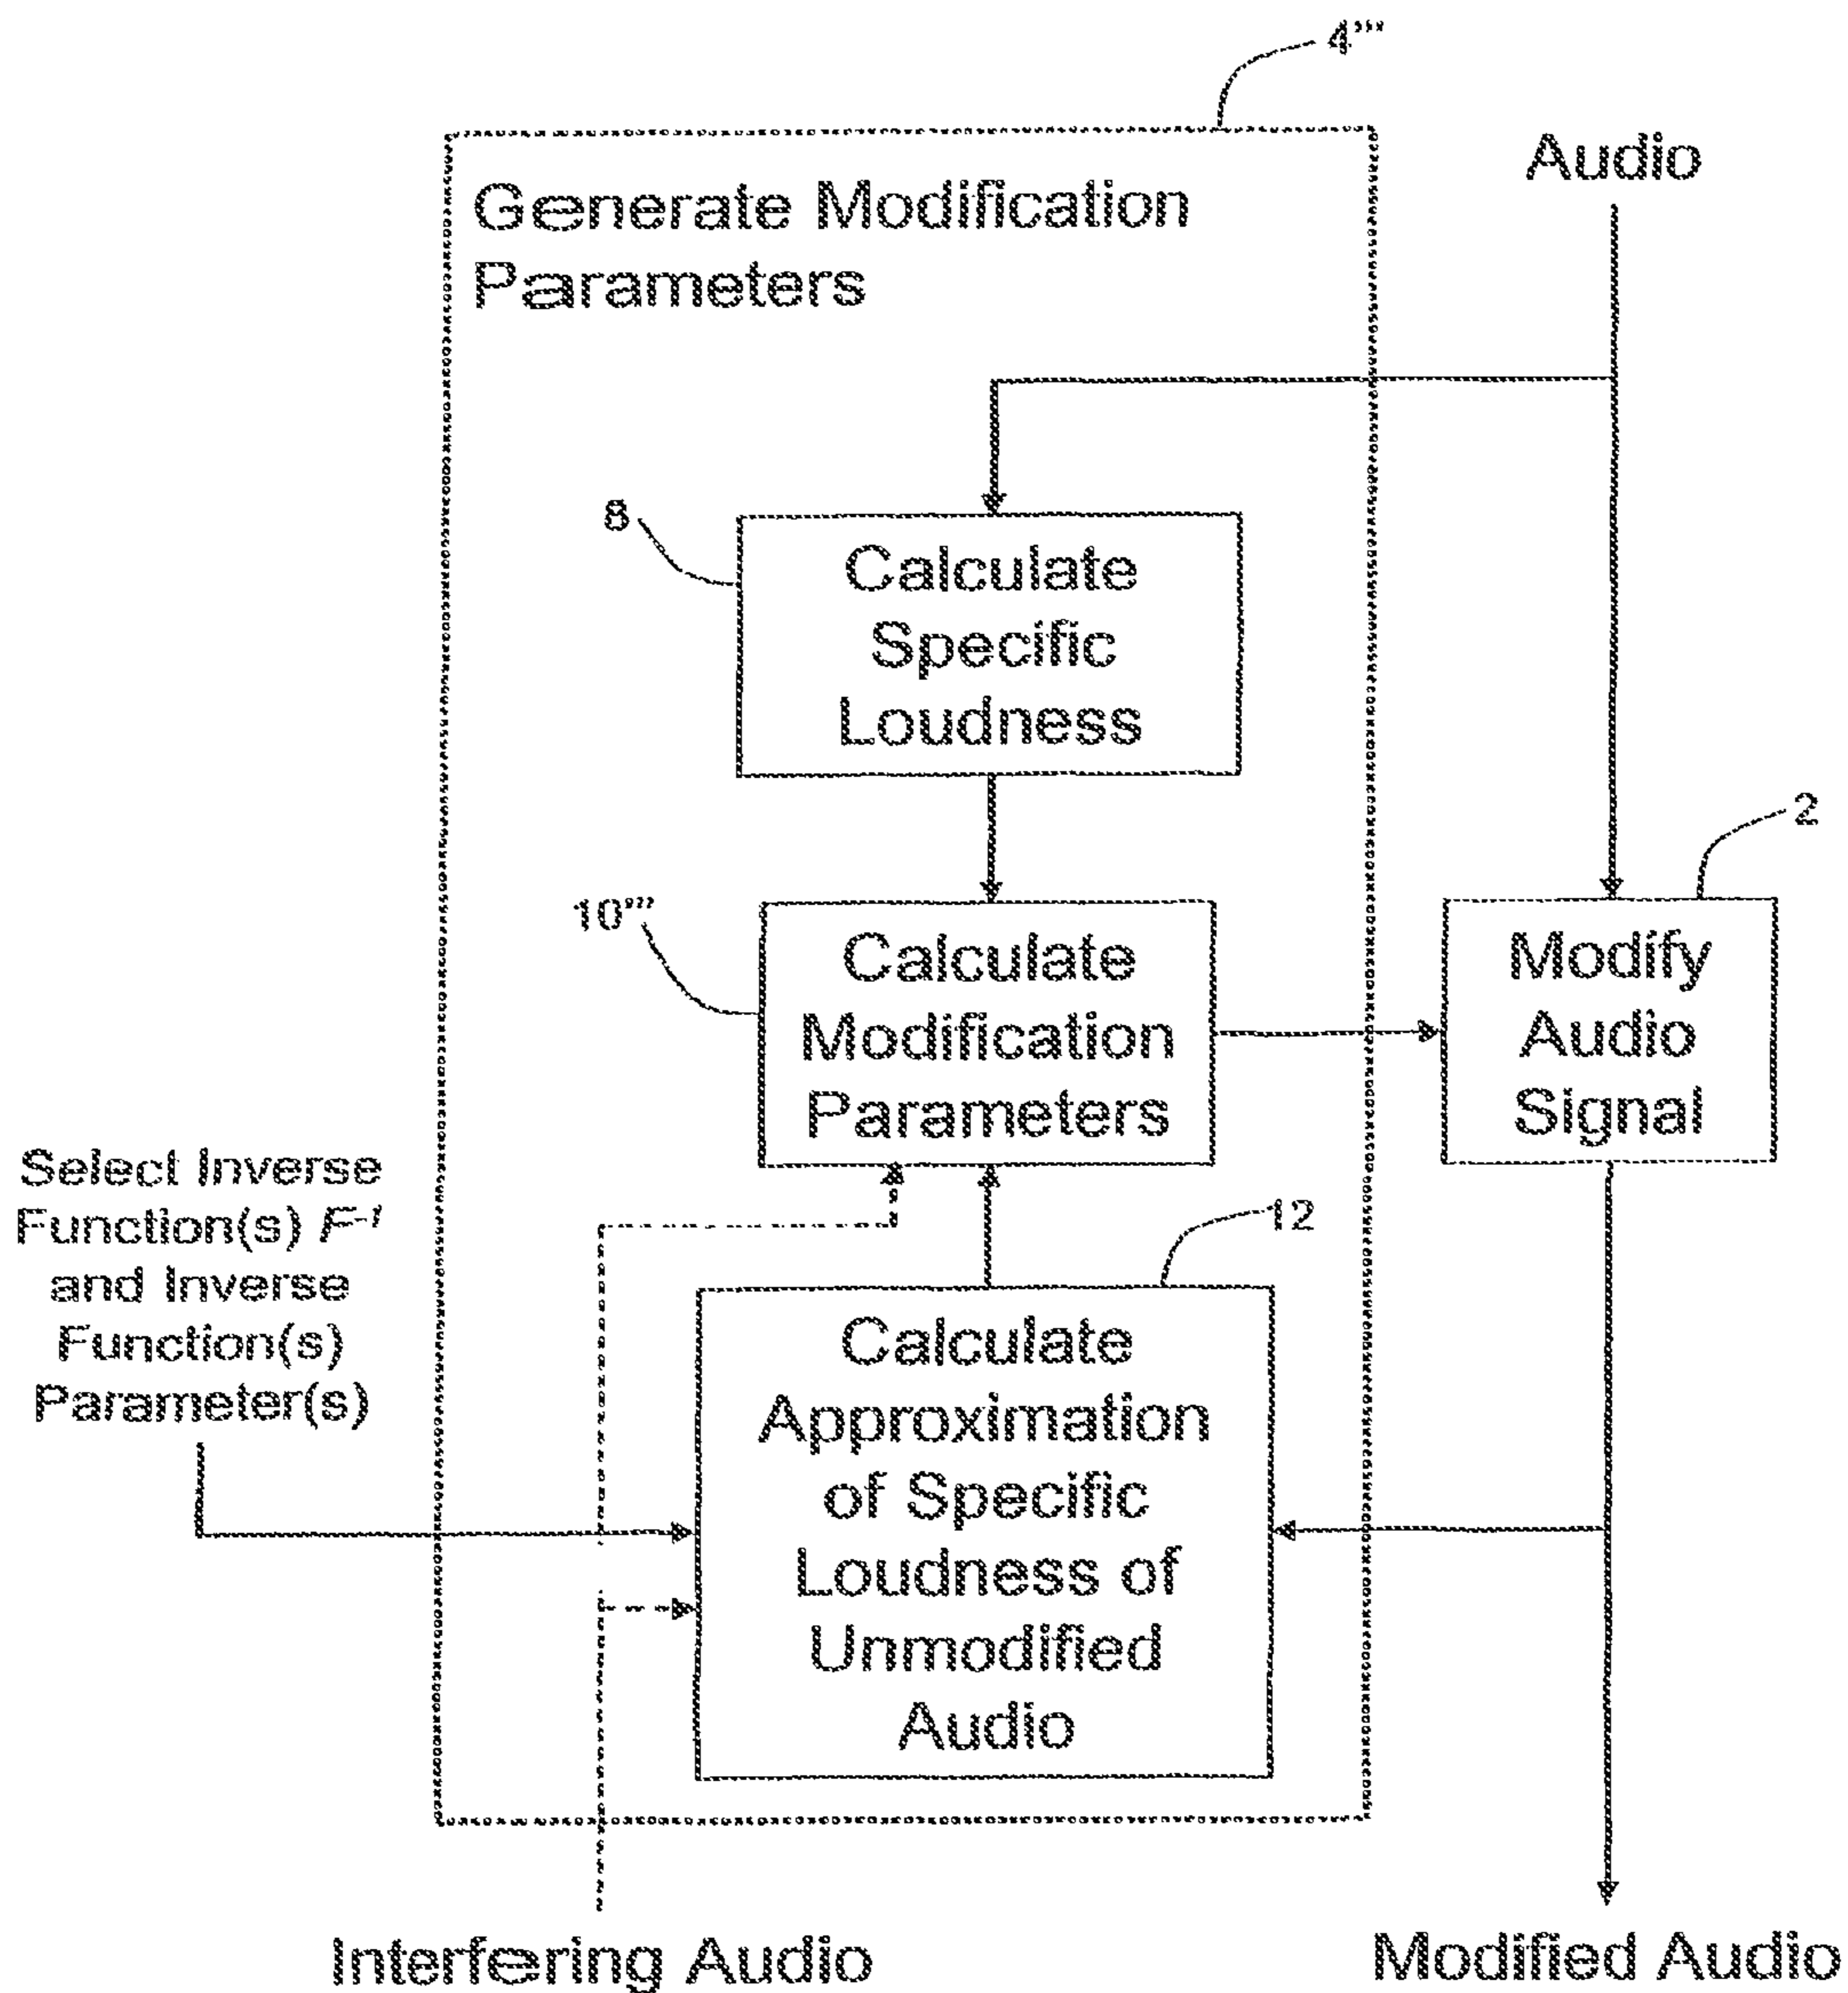 4'''
Audio
Generate Modification
Parameters
8
Calculate
Specific
Loudness
2
10'''
Calculate
Modification
Parameters
Modify
Audio
Signal
Select Inverse
Function(s) F⁻¹
and Inverse
Function(s)
Parameter(s)
12
Calculate
Approximation
of Specific
Loudness of
Unmodified
Audio
Interfering Audio
Modified Audio